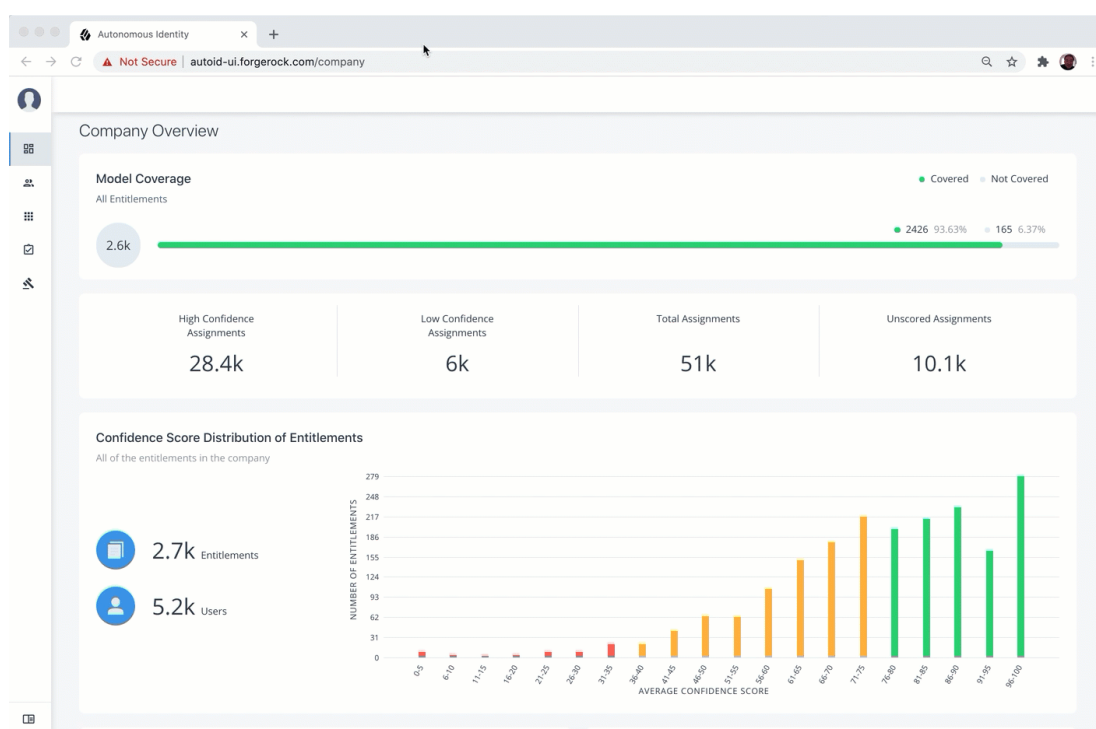 Autonomous Identity
Not Secure autoid-ui.forgerock.com/company
Company Overview
Model Coverage
All Entitlements
Covered Not Covered
2426 93.63% 165 6.37%
2.6k
High Confidence
Assignments
28.4k
Low Confidence
Assignments
6k
Total Assignments
51k
Unscored Assignments
10.1k
Confidence Score Distribution of Entitlements
All of the entitlements in the company
2.7k Entitlements
5.2k Users
NUMBER OF ENTITLEMENTS
279
248
217
186
155
124
93
62
31
0
0-5 6-10 11-15 16-20 21-25 26-30 31-35 36-40 41-45 46-50 51-55 56-60 61-65 66-70 71-75 76-80 81-85 86-90 91-95 96-100
AVERAGE CONFIDENCE SCORE